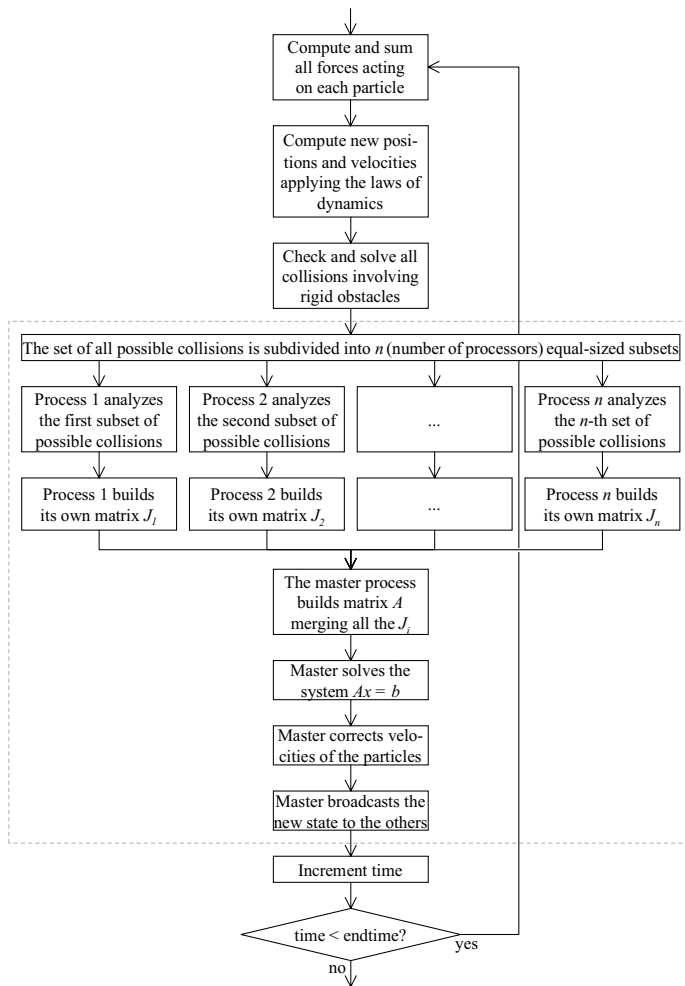 Compute and sum
all forces acting
on each particle
Compute new posi-
tions and velocities
applying the laws of
dynamics
Check and solve all
collisions involving
rigid obstacles
The set of all possible collisions is subdivided into n (number of processors) equal-sized subsets
Process 1 analyzes
the first subset of
possible collisions
Process 2 analyzes
the second subset of
possible collisions
...
Process n analyzes
the n-th set of
possible collisions
Process 1 builds
its own matrix J_1
Process 2 builds
its own matrix J_2
...
Process n builds
its own matrix J_n
The master process
builds matrix A
merging all the J_i
Master solves the
system Ax = b
Master corrects velo-
cities of the particles
Master broadcasts the
new state to the others
Increment time
time < endtime?
yes
no